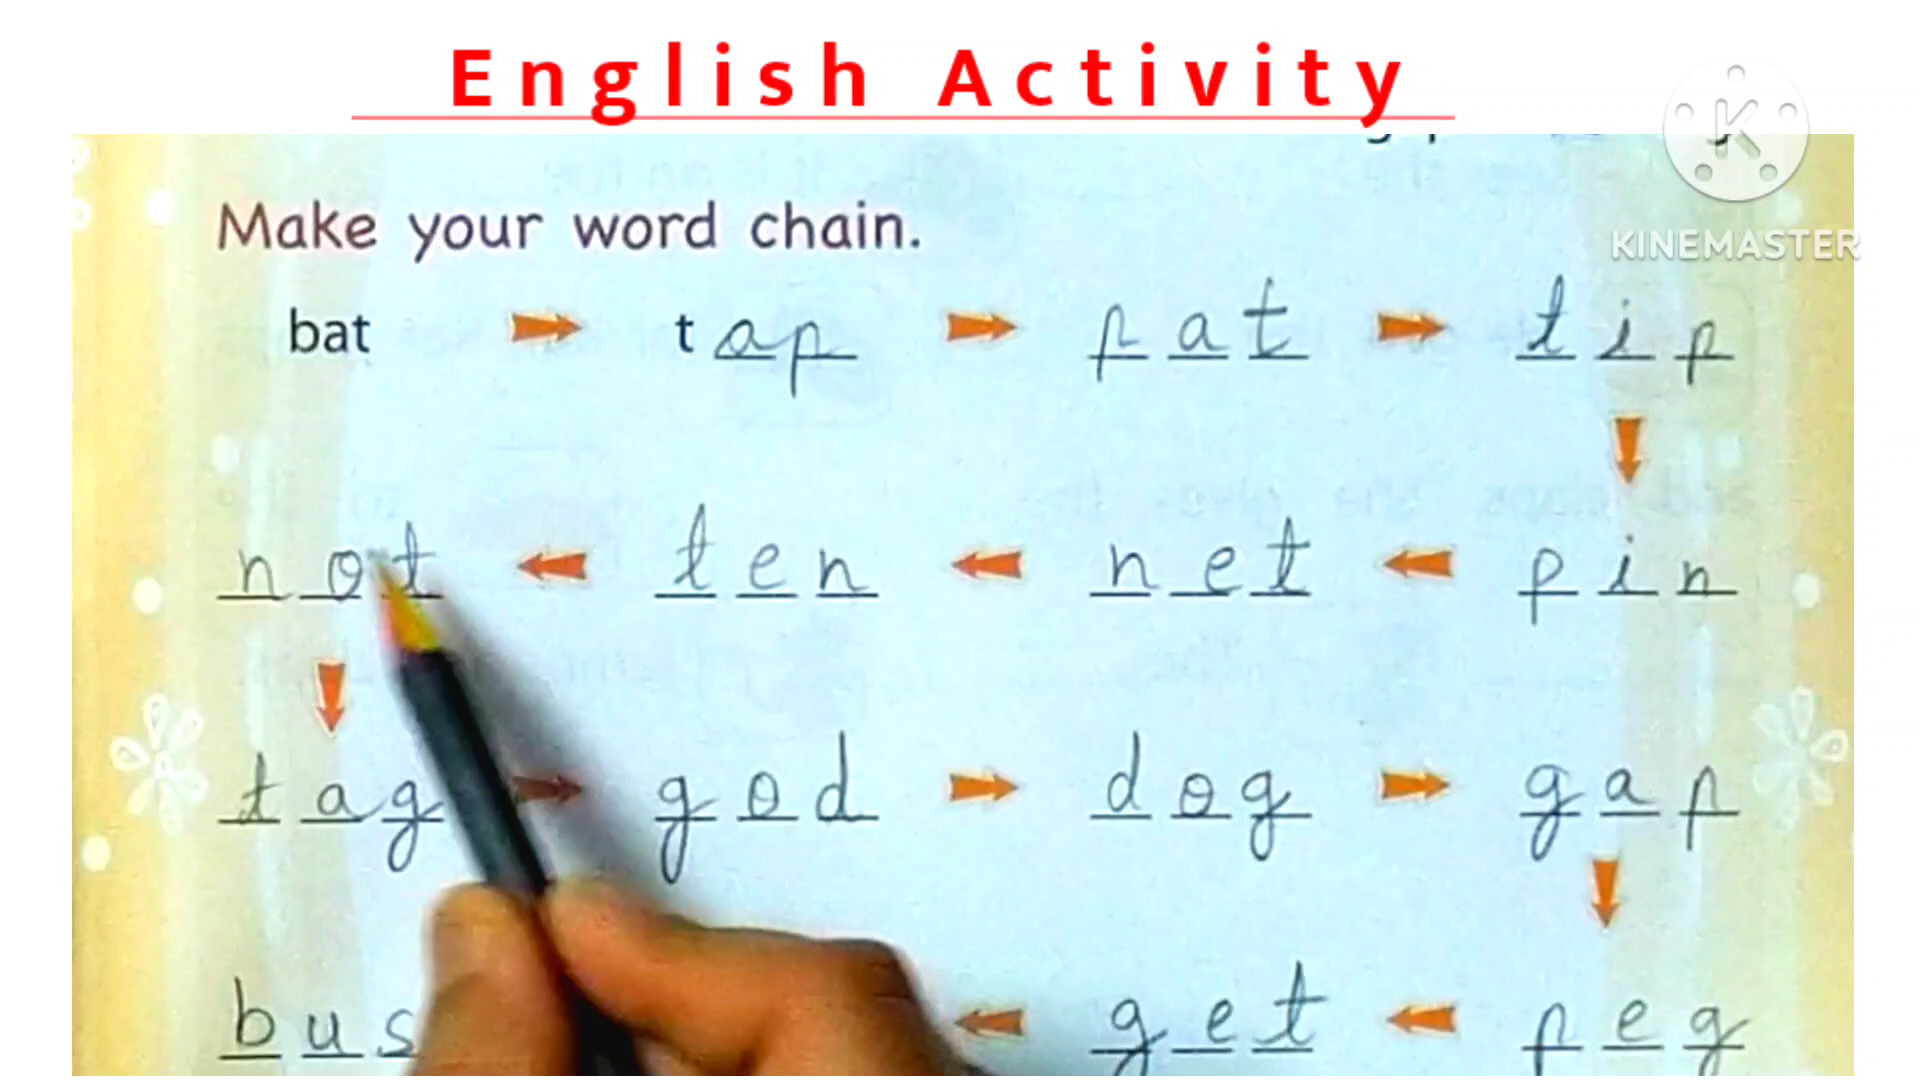 English Activity
KINEMASTER
Make your word chain.
bat tap pat tip
not ten net pin
tag god dog gap
bus get peg